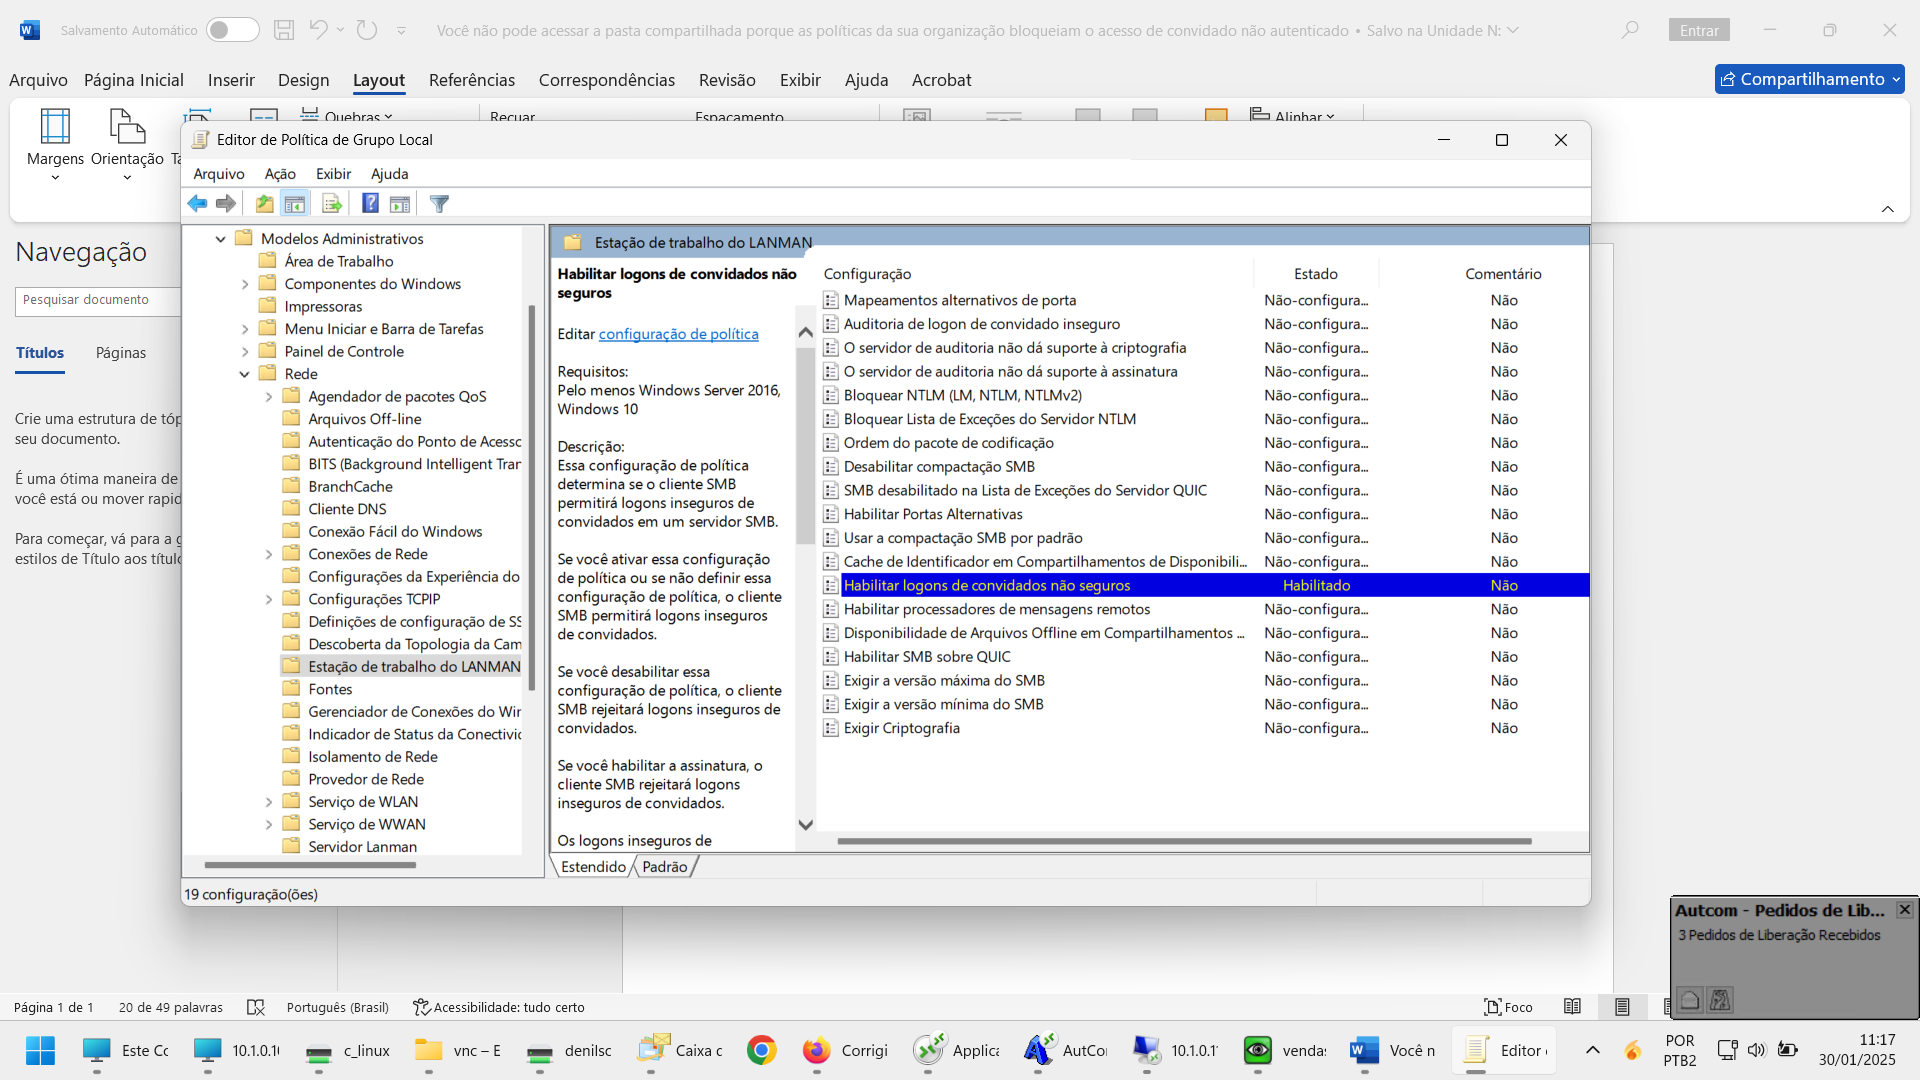 Salvamento Automático
Você não pode acessar a pasta compartilhada porque as políticas da sua organização bloqueiam o acesso de convidado não autenticado • Salvo na Unidade N:
Entrar
Arquivo Página Inicial Inserir Design Layout Referências Correspondências Revisão Exibir Ajuda Acrobat
Compartilhamento
Quebras
Recuar
Espaçamento
Alinhar
Margens
Orientação
Navegação
Pesquisar documento
Títulos
Páginas
Crie uma estrutura de tóp
seu documento.
É uma ótima maneira de
você está ou mover rapid
Para começar, vá para a g
estilos de Título aos título
Editor de Política de Grupo Local
Arquivo Ação Exibir Ajuda
Modelos Administrativos
Área de Trabalho
Componentes do Windows
Impressoras
Menu Iniciar e Barra de Tarefas
Painel de Controle
Rede
Agendador de pacotes QoS
Arquivos Off-line
Autenticação do Ponto de Acesso
BITS (Background Intelligent Tran
BranchCache
Cliente DNS
Conexão Fácil do Windows
Conexões de Rede
Configurações da Experiência do
Configurações TCPIP
Definições de configuração de SS
Descoberta da Topologia da Cam
Estação de trabalho do LANMAN
Fontes
Gerenciador de Conexões do Win
Indicador de Status da Conectivid
Isolamento de Rede
Provedor de Rede
Serviço de WLAN
Serviço de WWAN
Servidor Lanman
Estação de trabalho do LANMAN
Habilitar logons de convidados não
seguros
Editar configuração de política
Requisitos:
Pelo menos Windows Server 2016,
Windows 10
Descrição:
Essa configuração de política
determina se o cliente SMB
permitirá logons inseguros de
convidados em um servidor SMB.
Se você ativar essa configuração
de política ou se não definir essa
configuração de política, o cliente
SMB permitirá logons inseguros
de convidados.
Se você desabilitar essa
configuração de política, o cliente
SMB rejeitará logons inseguros de
convidados.
Se você habilitar a assinatura, o
cliente SMB rejeitará logons
inseguros de convidados.
Os logons inseguros de
Configuração Estado Comentário
Mapeamentos alternativos de porta Não-configura... Não
Auditoria de logon de convidado inseguro Não-configura... Não
O servidor de auditoria não dá suporte à criptografia Não-configura... Não
O servidor de auditoria não dá suporte à assinatura Não-configura... Não
Bloquear NTLM (LM, NTLM, NTLMv2) Não-configura... Não
Bloquear Lista de Exceções do Servidor NTLM Não-configura... Não
Ordem do pacote de codificação Não-configura... Não
Desabilitar compactação SMB Não-configura... Não
SMB desabilitado na Lista de Exceções do Servidor QUIC Não-configura... Não
Habilitar Portas Alternativas Não-configura... Não
Usar a compactação SMB por padrão Não-configura... Não
Cache de Identificador em Compartilhamentos de Disponibili... Não-configura... Não
Habilitar logons de convidados não seguros Habilitado Não
Habilitar processadores de mensagens remotos Não-configura... Não
Disponibilidade de Arquivos Offline em Compartilhamentos ... Não-configura... Não
Habilitar SMB sobre QUIC Não-configura... Não
Exigir a versão máxima do SMB Não-configura... Não
Exigir a versão mínima do SMB Não-configura... Não
Exigir Criptografia Não-configura... Não
Estendido Padrão
19 configuração(ões)
Autcom - Pedidos de Lib...
3 Pedidos de Liberação Recebidos
Página 1 de 1 20 de 49 palavras Português (Brasil) Acessibilidade: tudo certo Foco
Este Co 10.1.0.10 c_linux vnc – E denilsc Caixa c Corrigi Applica AutCor 10.1.0.1 vendas Você n Editor
POR
PTB2
11:17
30/01/2025